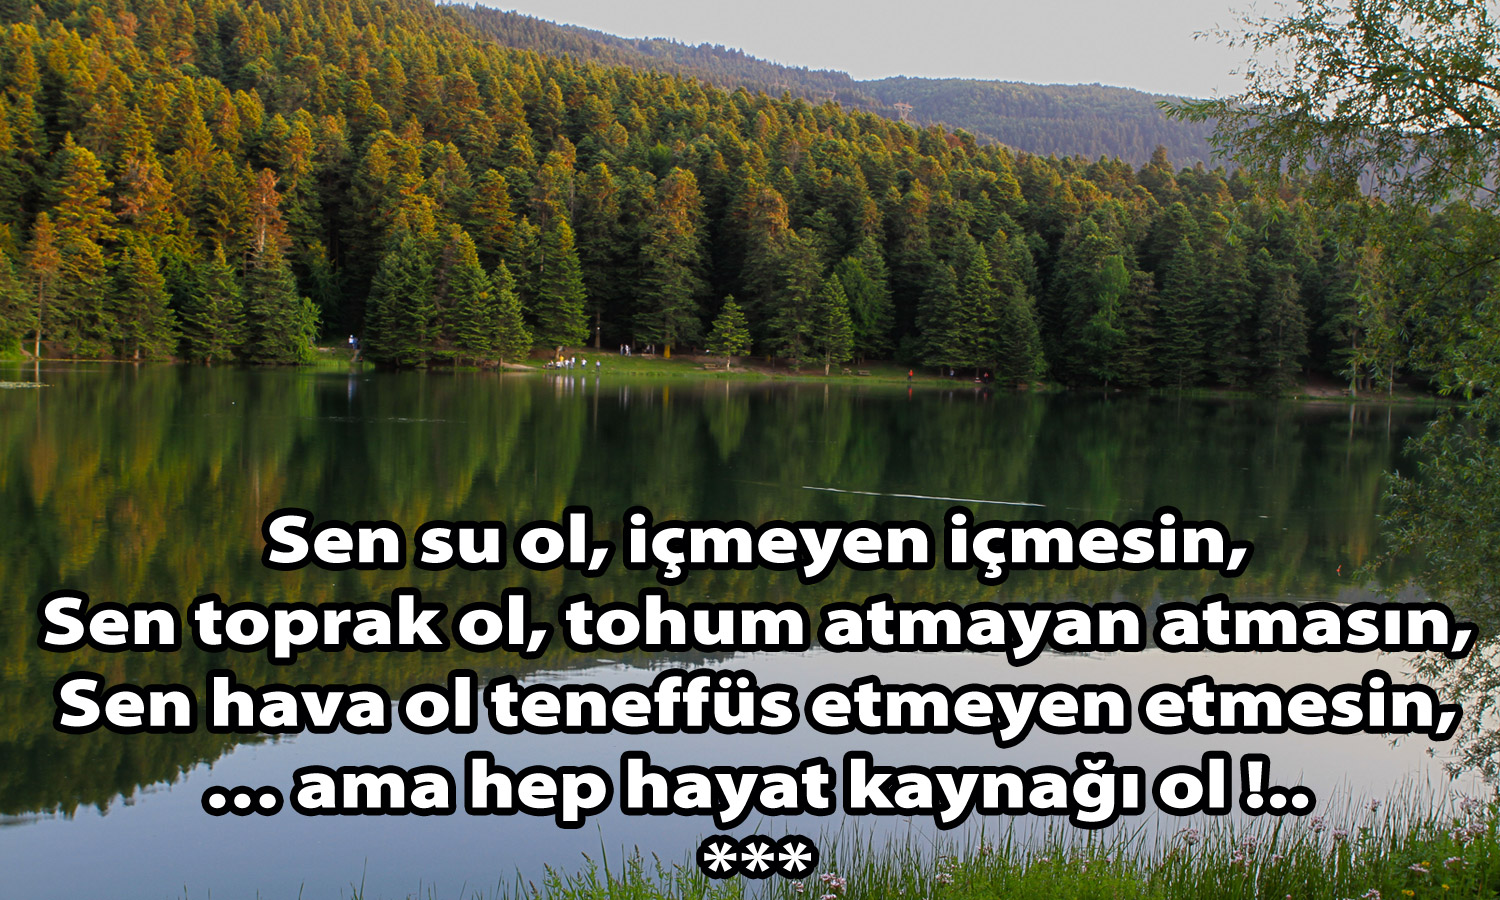 Sen su ol, içmeyen içmesin,
Sen toprak ol, tohum atmayan atmasın,
Sen hava ol teneffüs etmeyen etmesin,
... ama hep hayat kaynağı ol !..
***